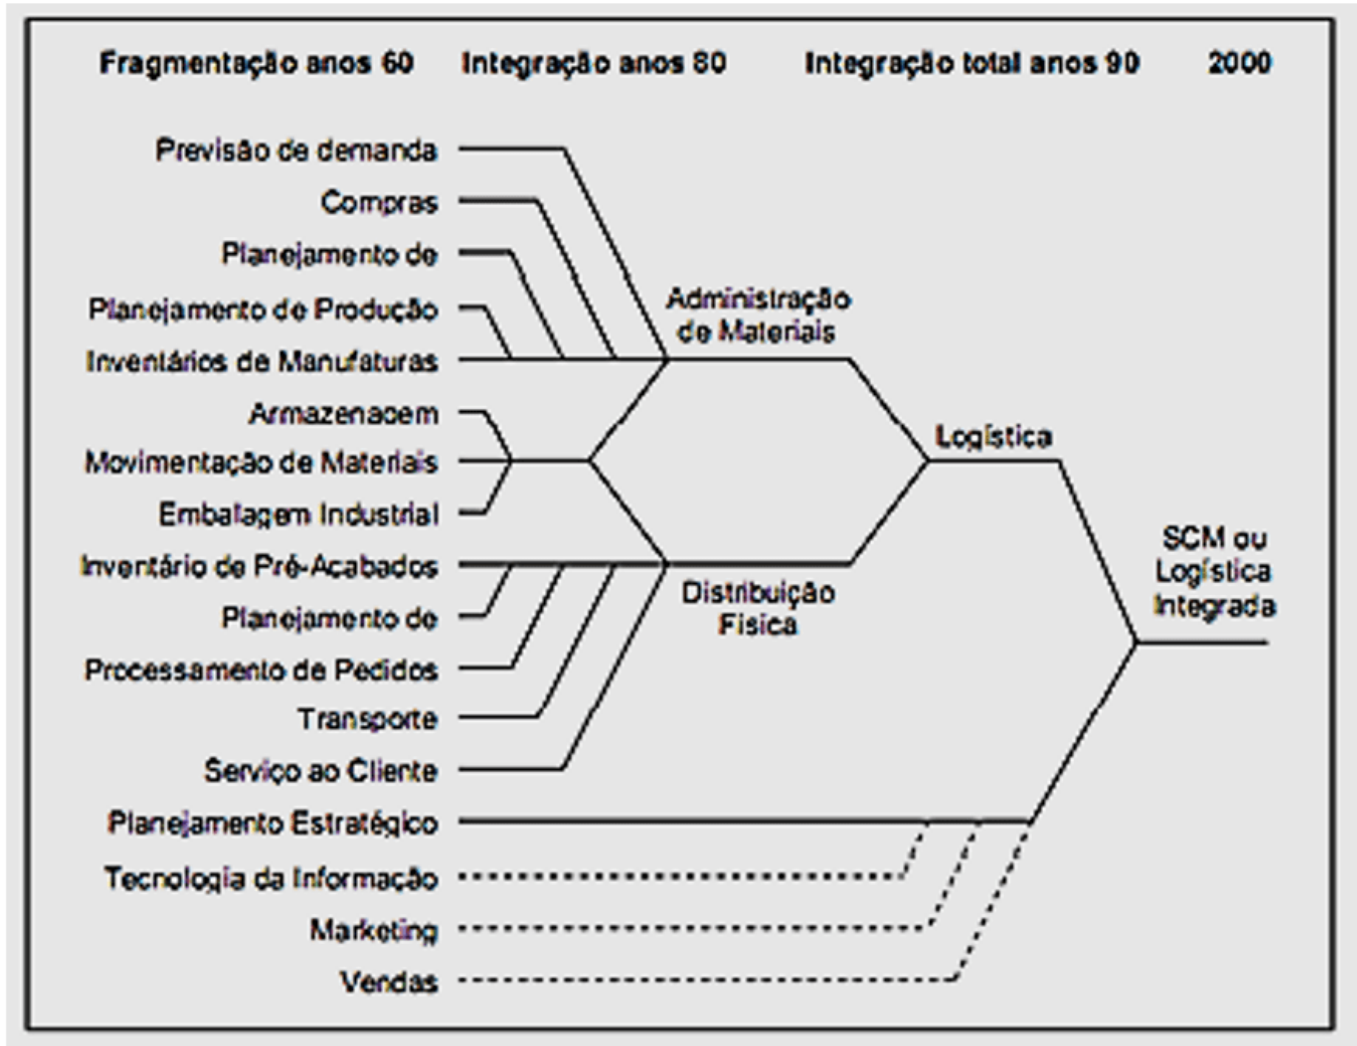 Fragmentação anos 60 Integração anos 80 Integração total anos 90 2000
Previsão de demanda
Compras
Planejamento de
Planejamento de Produção
Inventários de Manufaturas
Armazenagem
Movimentação de Materiais
Embalagem Industrial
Inventário de Pré-Acabados
Planejamento de
Processamento de Pedidos
Transporte
Serviço ao Cliente
Planejamento Estratégico
Tecnologia da Informação
Marketing
Vendas
Administração
de Materiais
Distribuição
Física
Logística
SCM ou
Logística
Integrada